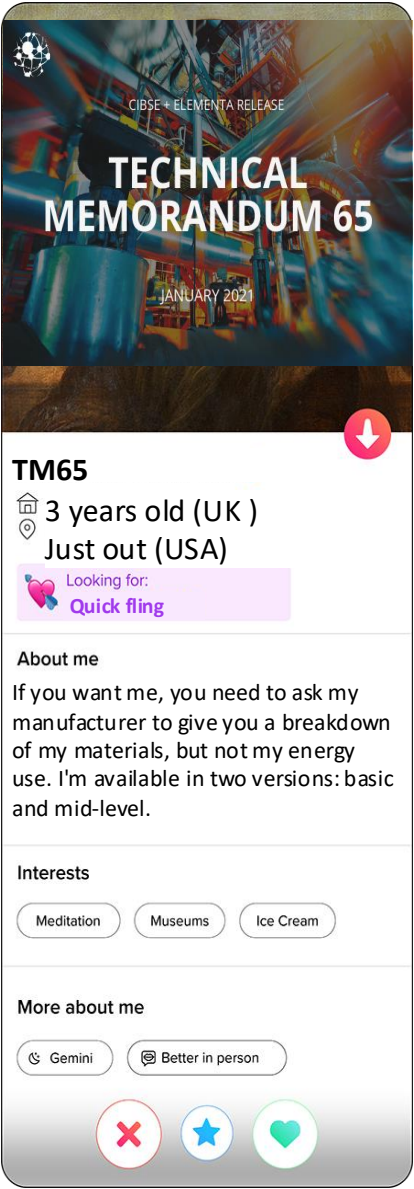 CIBSE + ELEMENTA RELEASE
TECHNICAL
MEMORANDUM 65
JANUARY 2021
TM65
3 years old (UK )
Just out (USA)
Looking for:
Quick fling
About me
If you want me, you need to ask my
manufacturer to give you a breakdown
of my materials, but not my energy
use. I'm available in two versions: basic
and mid-level.
Interests
Meditation Museums Ice Cream
More about me
Gemini Better in person